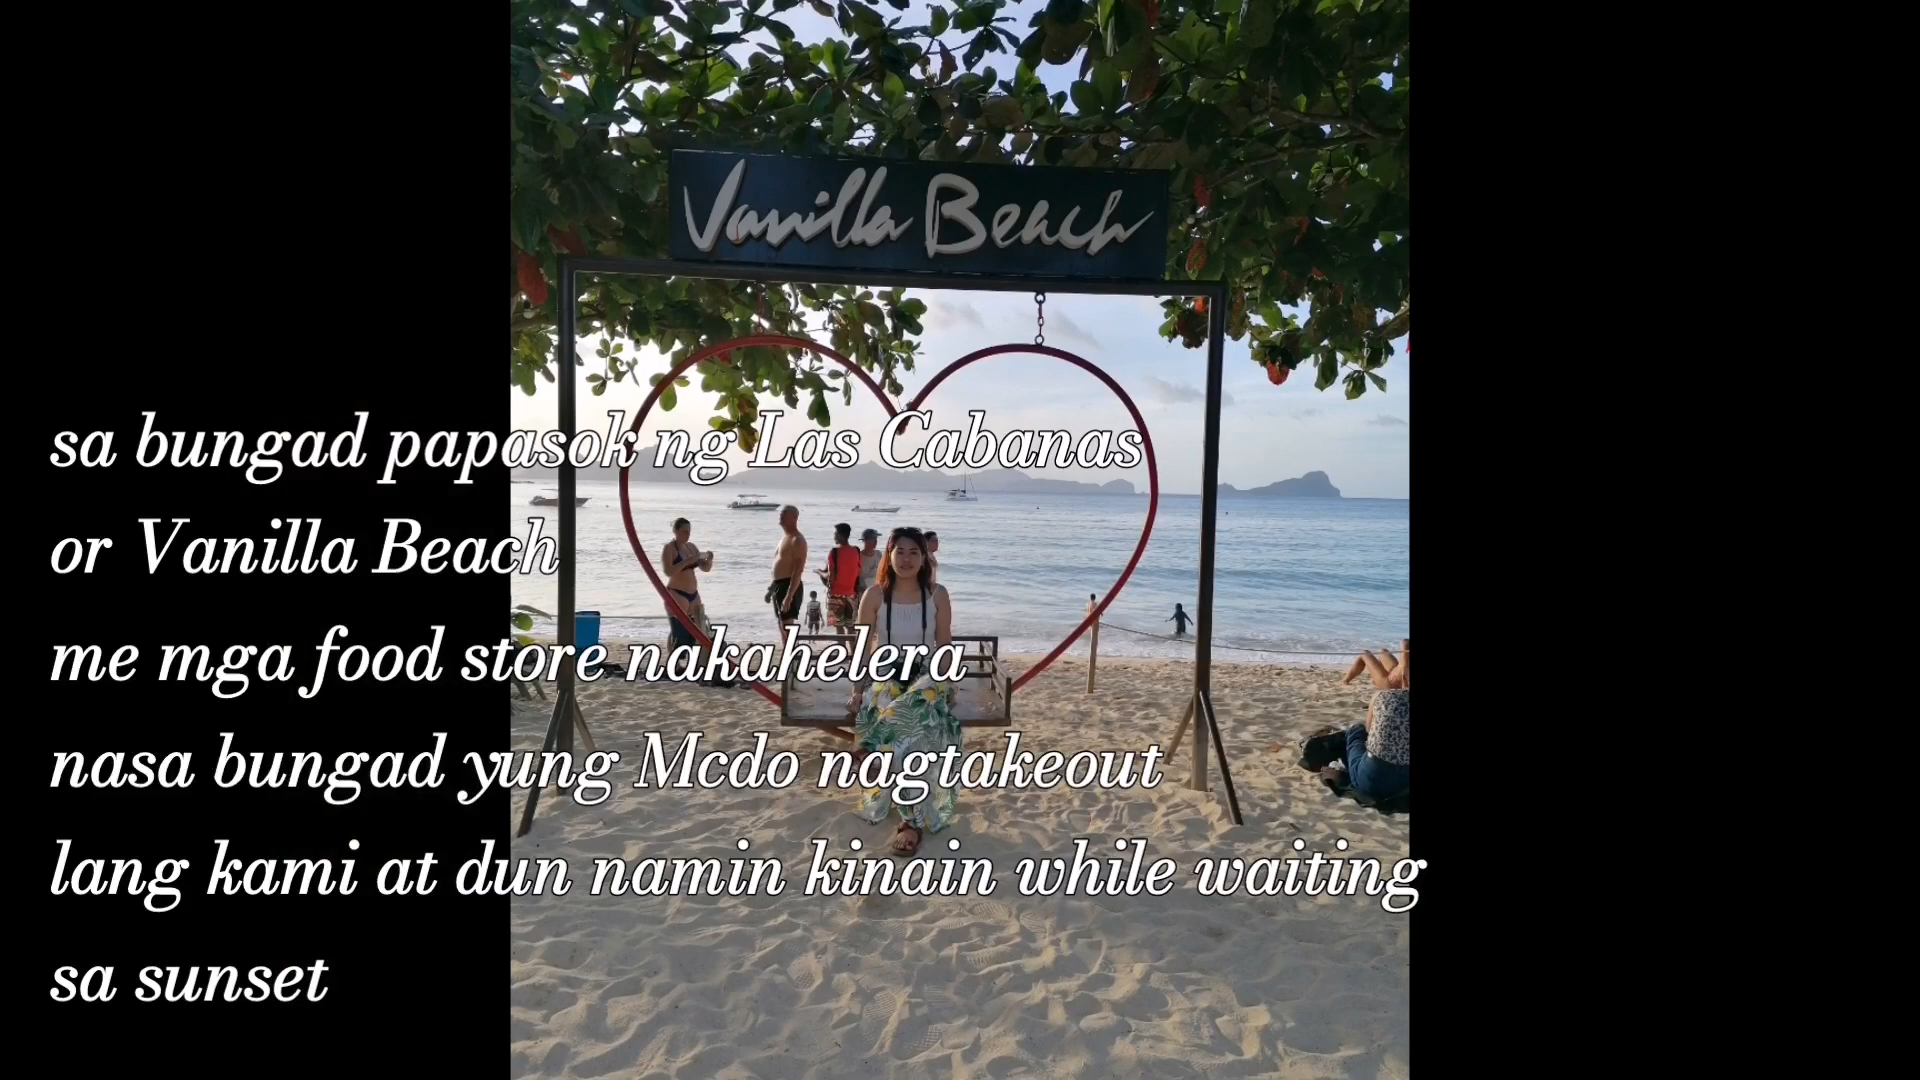 Vanilla Beach
sa bungad papasok ng Las Cabanas
or Vanilla Beach
me mga food store nakahelera
nasa bungad yung Mcdo nagtakeout
lang kami at dun namin kinain while waiting
sa sunset